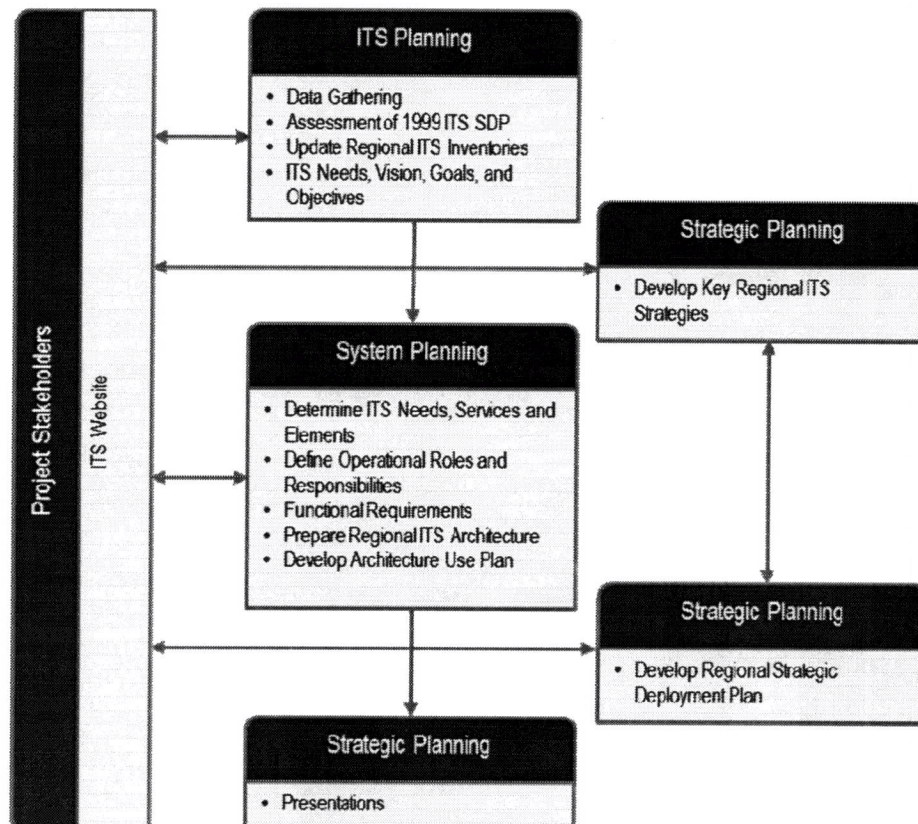 Project Stakeholders
ITS Website
ITS Planning
• Data Gathering
• Assessment of 1999 ITS SDP
• Update Regional ITS Inventories
• ITS Needs, Vision, Goals, and
Objectives
Strategic Planning
• Develop Key Regional ITS
Strategies
System Planning
• Determine ITS Needs, Services and
Elements
• Define Operational Roles and
Responsibilities
• Functional Requirements
• Prepare Regional ITS Architecture
• Develop Architecture Use Plan
Strategic Planning
• Develop Regional Strategic
Deployment Plan
Strategic Planning
• Presentations